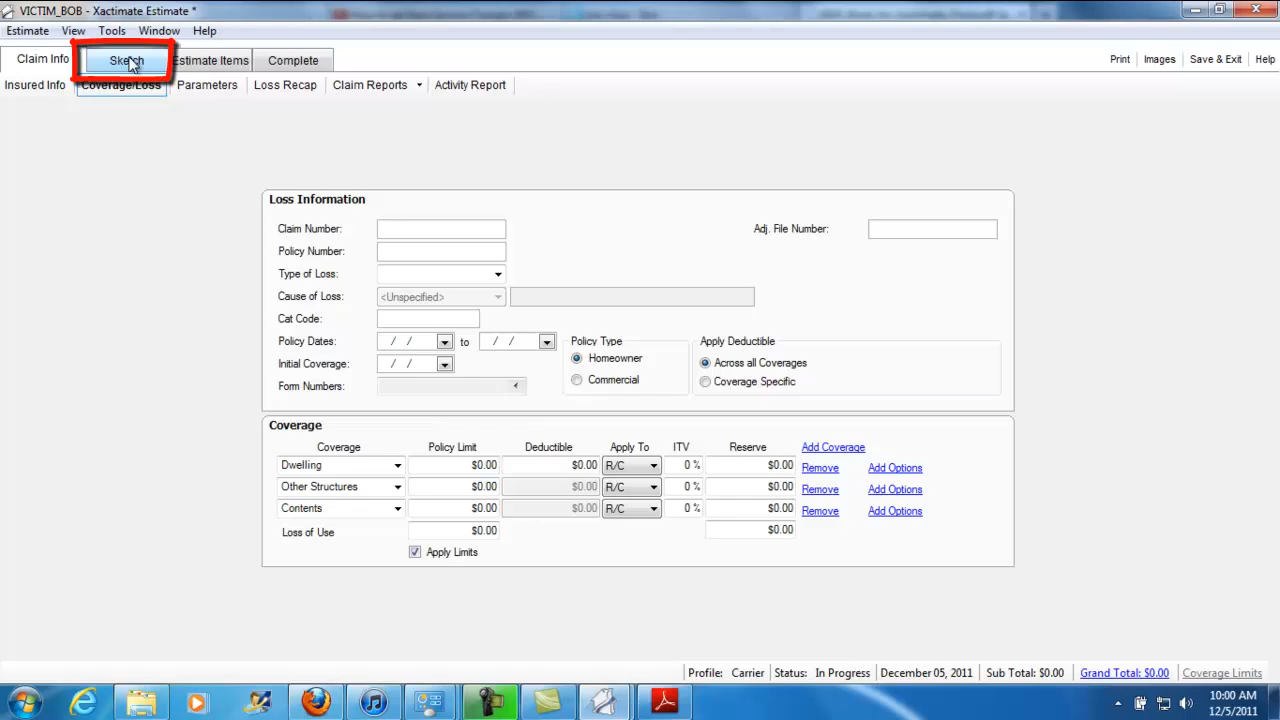 VICTIM_BOB - Xactimate Estimate *
Estimate View Tools Window Help
Claim Info Sketch Estimate Items Complete Print Images Save & Exit Help
Insured Info Coverage/Loss Parameters Loss Recap Claim Reports Activity Report
Loss Information
Claim Number: Adj. File Number:
Policy Number:
Type of Loss:
Cause of Loss: <Unspecified>
Cat Code:
Policy Dates: / / to / / Policy Type Apply Deductible
Homeowner Across all Coverages
Initial Coverage: / /
Commercial Coverage Specific
Form Numbers:
Coverage
Coverage Policy Limit Deductible Apply To ITV Reserve Add Coverage
Dwelling $0.00 $0.00 R/C 0 % $0.00 Remove Add Options
Other Structures $0.00 $0.00 R/C 0 % $0.00 Remove Add Options
Contents $0.00 $0.00 R/C 0 % $0.00 Remove Add Options
Loss of Use $0.00 $0.00
Apply Limits
Profile: Carrier Status: In Progress December 05, 2011 Sub Total: $0.00 Grand Total: $0.00 Coverage Limits
10:00 AM
12/5/2011